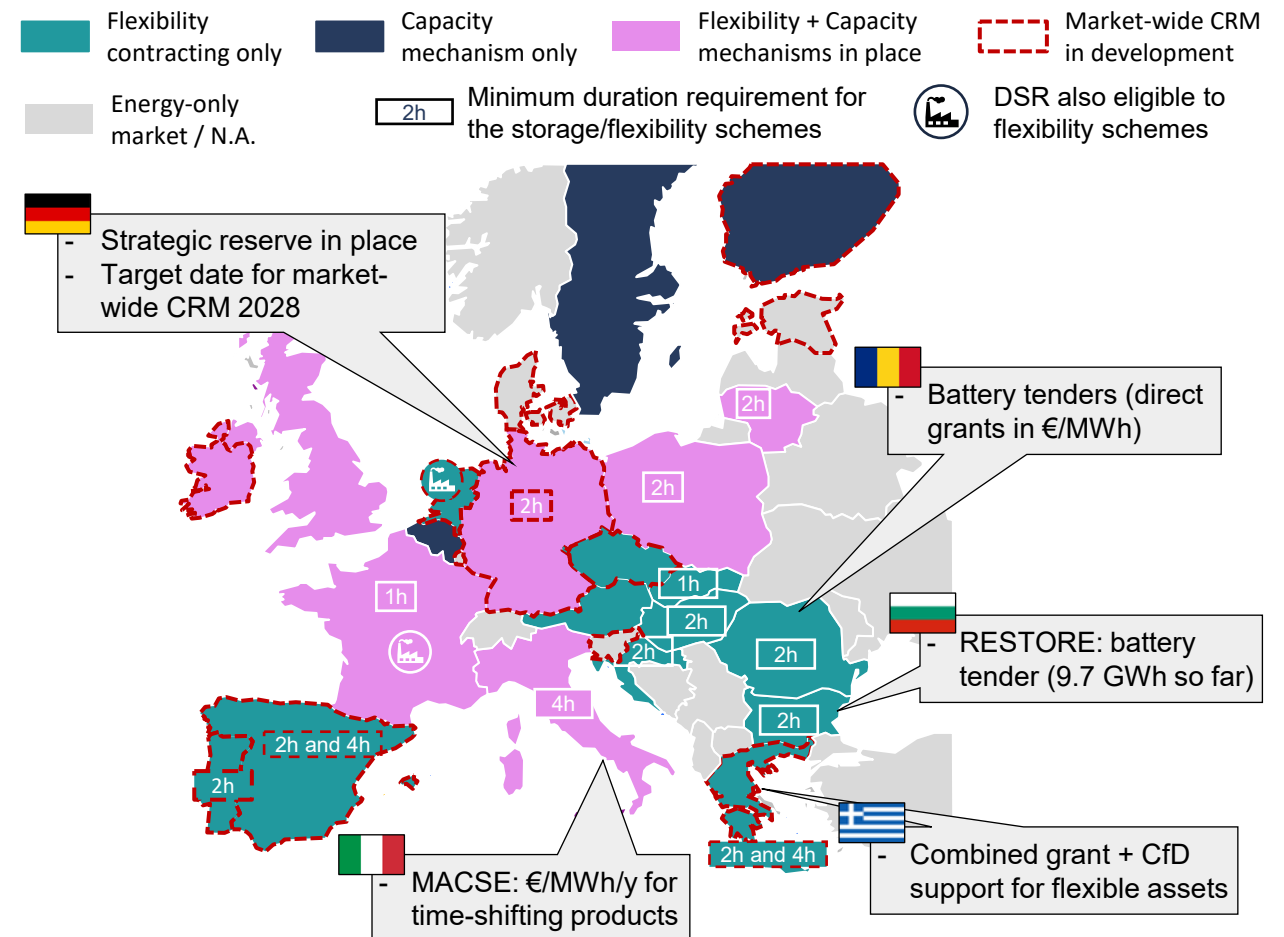 Flexibility
contracting only
Capacity
mechanism only
Flexibility + Capacity
mechanisms in place
Market-wide CRM
in development
Energy-only
market / N.A.
2h
Minimum duration requirement for
the storage/flexibility schemes
DSR also eligible to
flexibility schemes
- Strategic reserve in place
- Target date for market-
wide CRM 2028
- Battery tenders (direct
grants in €/MWh)
2h
2h
2h
1h
1h
2h
2h
2h
- RESTORE: battery
tender (9.7 GWh so far)
4h
2h
2h and 4h
2h
2h and 4h
- Combined grant + CfD
support for flexible assets
- MACSE: €/MWh/y for
time-shifting products